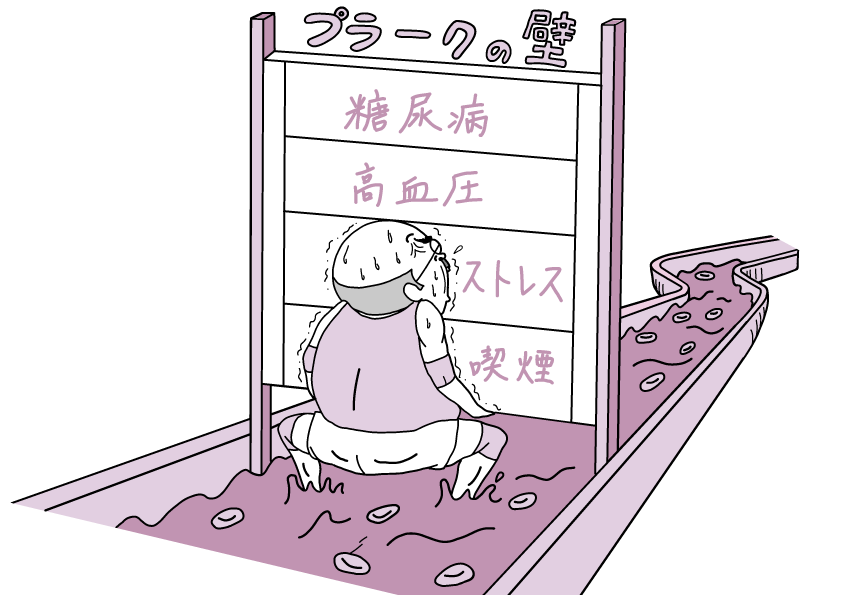 プラークの壁
糖尿病
高血圧
ストレス
喫煙